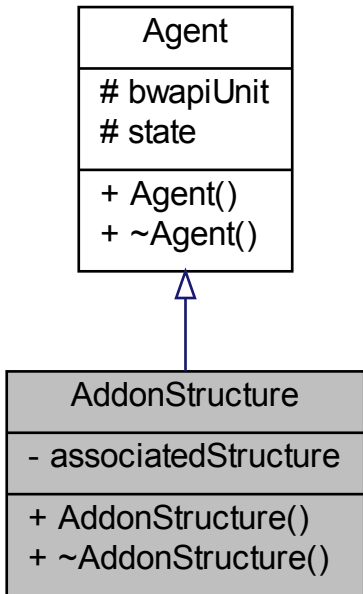 Agent
# bwapiUnit
# state
+ Agent()
+ ~Agent()
AddonStructure
- associatedStructure
+ AddonStructure()
+ ~AddonStructure()